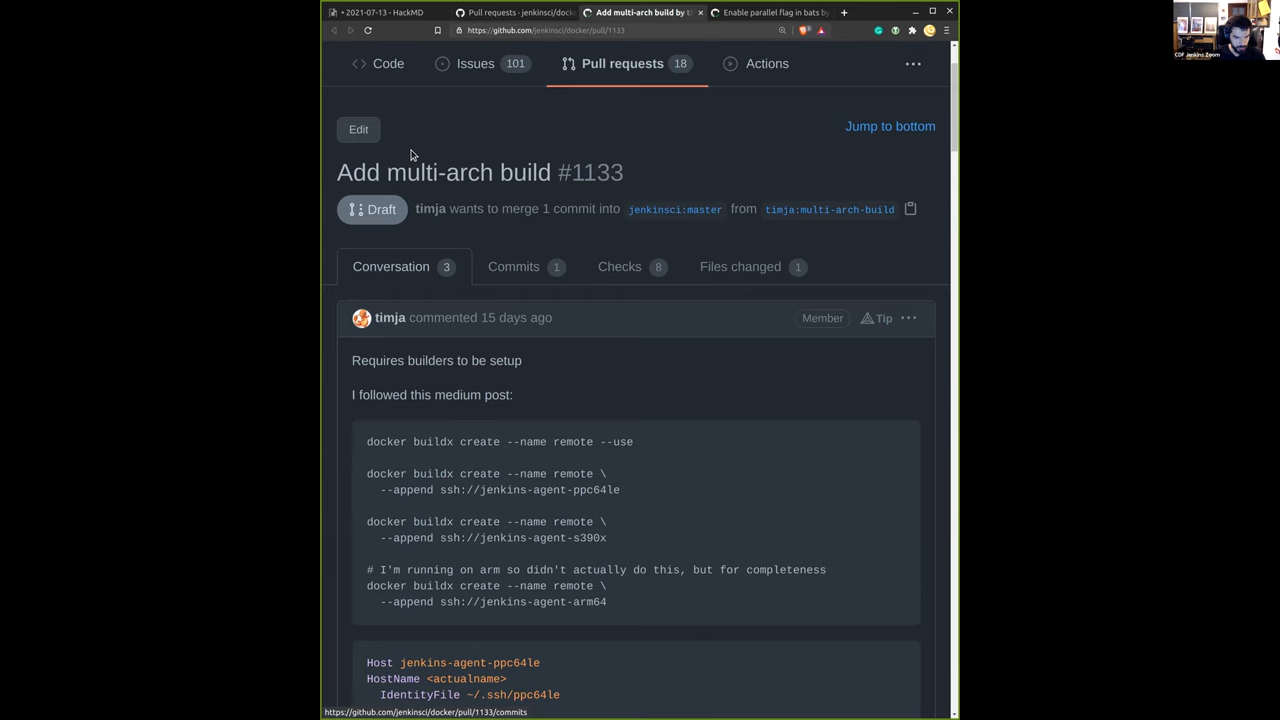 • 2021-07-13 - HackMD
Pull requests · jenkinsci/docke
Add multi-arch build by ti
Enable parallel flag in bats by
https://github.com/jenkinsci/docker/pull/1133
Code
Issues 101
Pull requests 18
Actions
Edit
Jump to bottom
Add multi-arch build #1133
Draft
timja wants to merge 1 commit into jenkinsci:master from timja:multi-arch-build
Conversation 3
Commits 1
Checks 8
Files changed 1
timja commented 15 days ago
Member
Tip
Requires builders to be setup
I followed this medium post:
docker buildx create --name remote --use
docker buildx create --name remote \
--append ssh://jenkins-agent-ppc64le
docker buildx create --name remote \
--append ssh://jenkins-agent-s390x
# I'm running on arm so didn't actually do this, but for completeness
docker buildx create --name remote \
--append ssh://jenkins-agent-arm64
Host jenkins-agent-ppc64le
HostName <actualname>
IdentityFile ~/.ssh/ppc64le
https://github.com/jenkinsci/docker/pull/1133/commits
CDF Jenkins Zoom